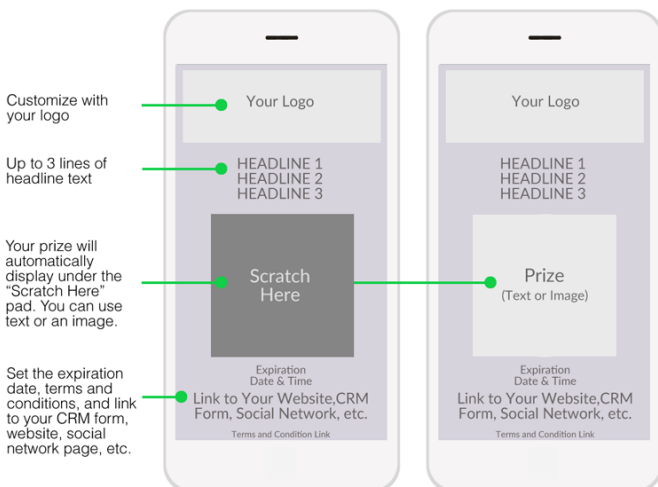 Customize with
your logo
Up to 3 lines of
headline text
Your prize will
automatically
display under the
“Scratch Here”
pad. You can use
text or an image.
Set the expiration
date, terms and
conditions, and link
to your CRM form,
website, social
network page, etc.
Your Logo
HEADLINE 1
HEADLINE 2
HEADLINE 3
Scratch
Here
Expiration
Date & Time
Link to Your Website,CRM
Form, Social Network, etc.
Terms and Condition Link
Your Logo
HEADLINE 1
HEADLINE 2
HEADLINE 3
Prize
(Text or Image)
Expiration
Date & Time
Link to Your Website,CRM
Form, Social Network, etc.
Terms and Condition Link